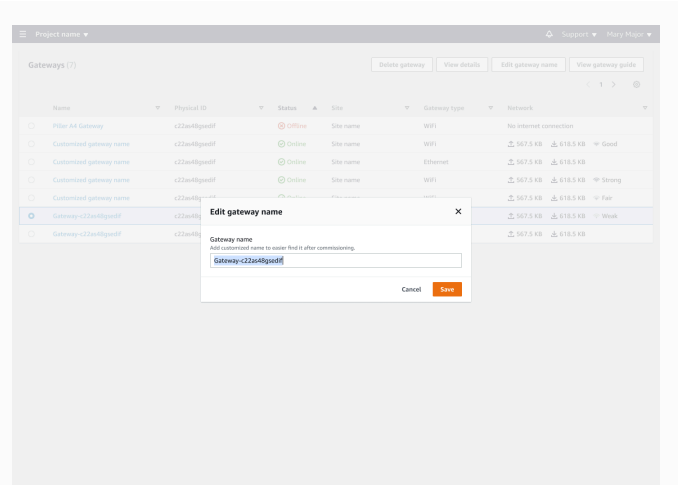 Project name
Support
Mary Major
Gateways (7)
Delete gateway
View details
Edit gateway name
View gateway guide
1
Name
Physical ID
Status
Site
Gateway type
Network
Piller A4 Gateway c22as48gsedif Offline Site name WiFi No internet connection
Customized gateway name c22as48gsedif Online Site name WiFi 567.5 KB 618.5 KB Good
Customized gateway name c22as48gsedif Online Site name Ethernet 567.5 KB 618.5 KB
Customized gateway name c22as48gsedif Online Site name WiFi 567.5 KB 618.5 KB Strong
Customized gateway name 567.5 KB 618.5 KB Fair
Gateway-c22as48gsedif 567.5 KB 618.5 KB Weak
Gateway-c22as48gsedif 567.5 KB 618.5 KB
Edit gateway name
Gateway name
Add customized name to easier find it after commissioning.
Gateway-c22as48gsedif
Cancel
Save